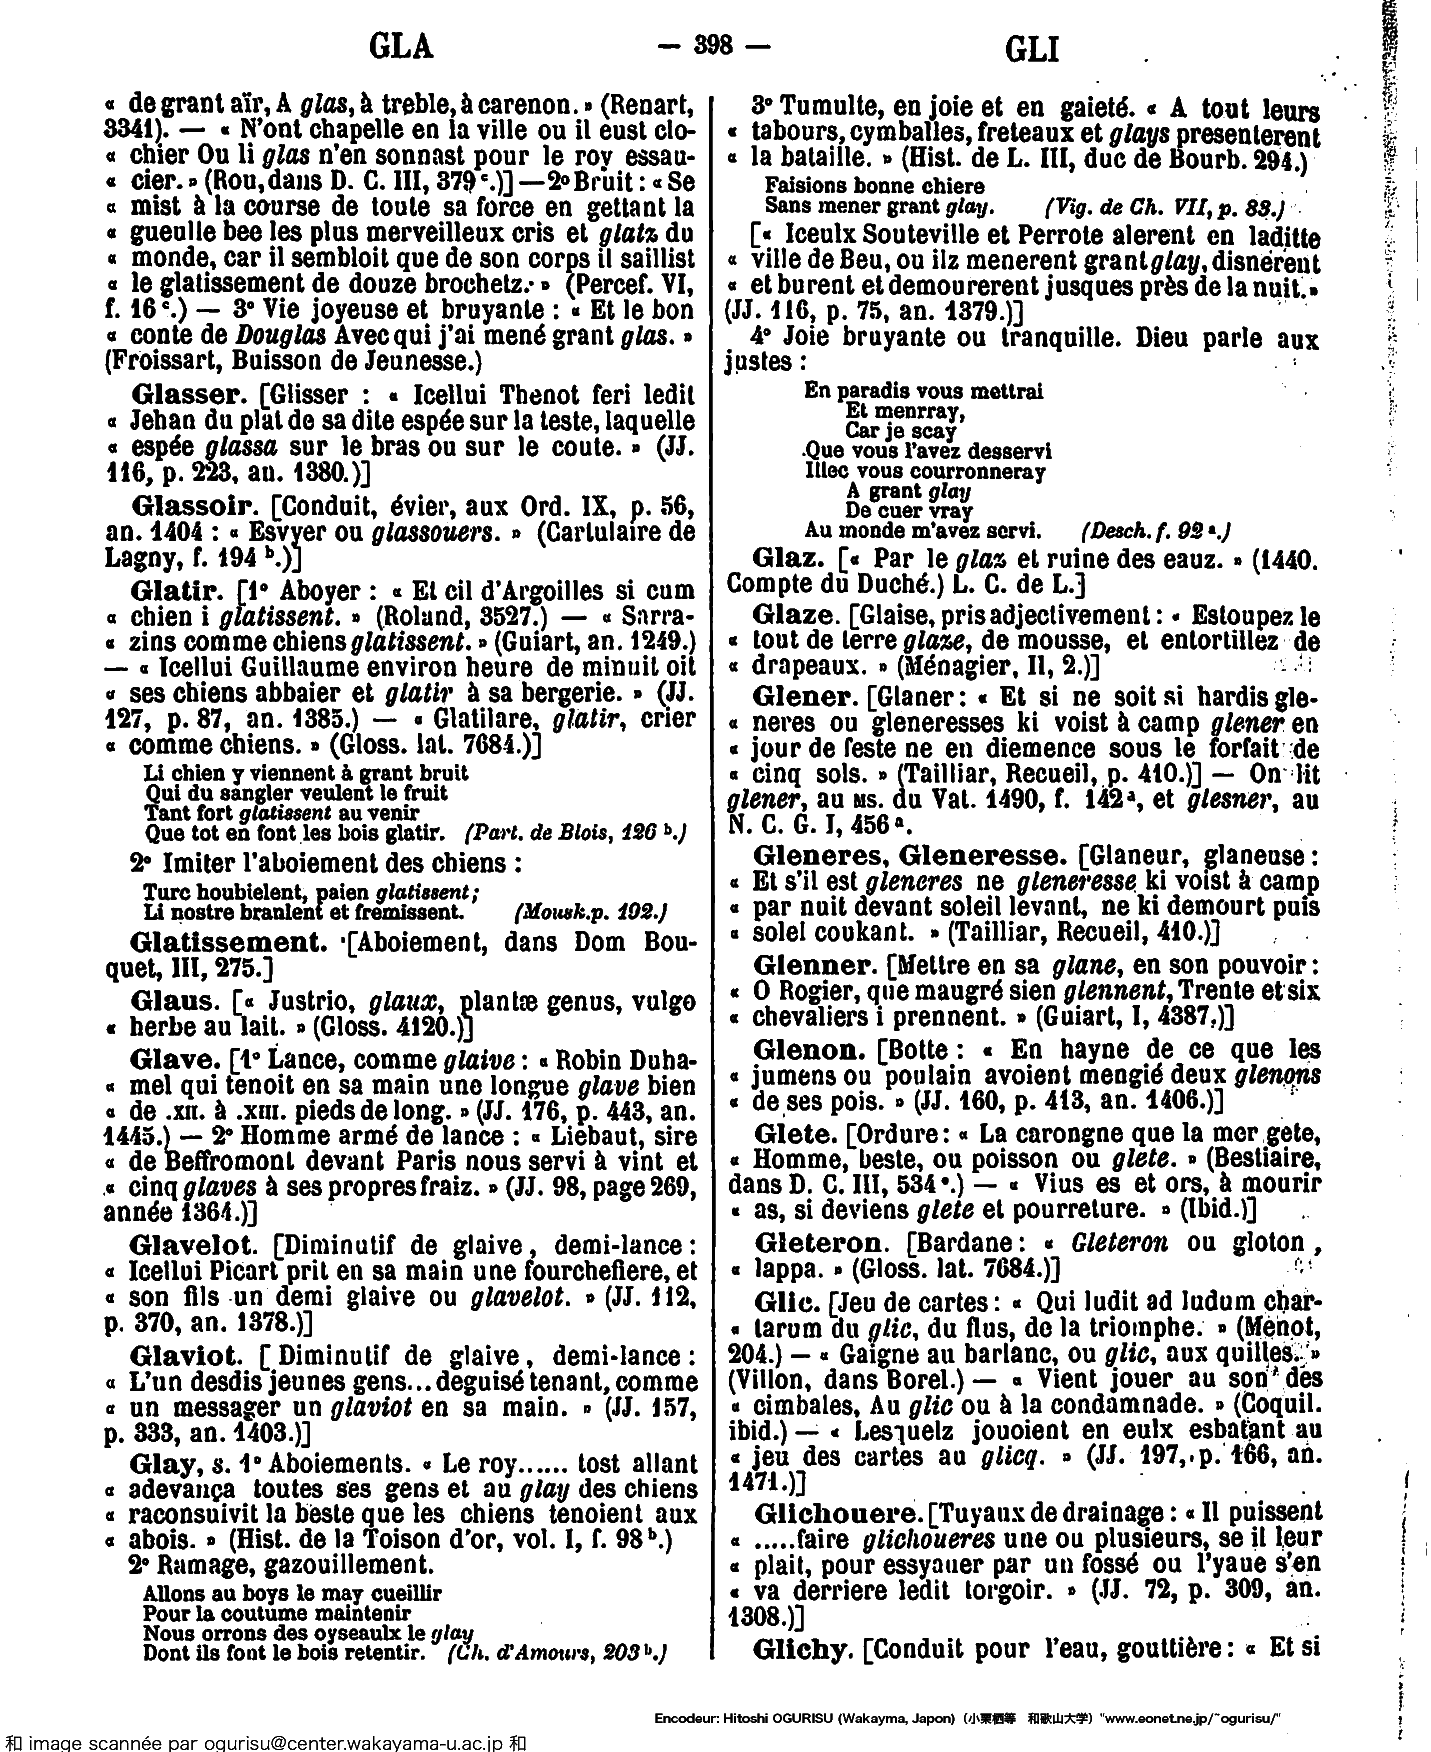 GLA — 398 — GLI
« de grant aïr, A glas, à treble, à carenon. » (Renart,
3341). — « N'ont chapelle en la ville ou il eust clo-
« chier Ou li glas n'en sonnast pour le roy essau-
« cier. » (Rou, dans D. C. III, 379 c.)] — 2o Bruit : « Se
« mist à la course de toute sa force en gettant la
« gueulle bee les plus merveilleux cris et glatz du
« monde, car il sembloit que de son corps il saillist
« le glatissement de douze brochetz. » (Percef. VI,
f. 16 c.) — 3o Vie joyeuse et bruyante : « Et le bon
« conte de Douglas Avec qui j'ai mené grant glas. »
(Froissart, Buisson de Jeunesse.)
Glasser. [Glisser : « Icellui Thenot feri ledit
« Jehan du plat de sa dite espée sur la teste, laquelle
« espée glassa sur le bras ou sur le coute. » (JJ.
116, p. 223, an. 1380.)]
Glassoir. [Conduit, évier, aux Ord. IX, p. 56,
an. 1404 : « Esvyer ou glassouers. » (Cartulaire de
Lagny, f. 194 b.)]
Glatir. [1o Aboyer : « Et cil d'Argoilles si cum
« chien i glatissent. » (Roland, 3527.) — « Sarra-
« zins comme chiens glatissent. » (Guiart, an. 1249.)
— « Icellui Guillaume environ heure de minuit oit
« ses chiens abbaier et glatir à sa bergerie. » (JJ.
127, p. 87, an. 1385.) — « Glatilare, glatir, crier
« comme chiens. » (Gloss. lat. 7684.)]
Li chien y viennent à grant bruit
Qui du sangler veulent le fruit
Tant fort glatissent au venir
Que tot en font les bois glatir. (Part. de Blois, 126 b.)
2o Imiter l'aboiement des chiens :
Turc houbielent, paien glatissent;
Li nostre branlent et fremissent. (Mousk. p. 192.)
Glatissement. [Aboiement, dans Dom Bou-
quet, III, 275.]
Glaus. [« Justrio, glaux, plantæ genus, vulgo
« herbe au lait. » (Gloss. 4120.)]
Glave. [1o Lance, comme glaive : « Robin Duha-
« mel qui tenoit en sa main une longue glave bien
« de .XII. à .XIII. pieds de long. » (JJ. 176, p. 443, an.
1445.) — 2o Homme armé de lance : « Liebaut, sire
« de Beffromont devant Paris nous servi à vint et
« cinq glaves à ses propres fraiz. » (JJ. 98, page 269,
année 1364.)]
Glavelot. [Diminutif de glaive, demi-lance :
« Icellui Picart prit en sa main une fourchefiere, et
« son fils un demi glaive ou glavelot. » (JJ. 112,
p. 370, an. 1378.)]
Glaviot. [Diminutif de glaive, demi-lance :
« L'un desdis jeunes gens... deguisé tenant, comme
« un messager un glaviot en sa main. » (JJ. 157,
p. 333, an. 1403.)]
Glay, s. 1o Aboiements. « Le roy...... tost allant
« adevança toutes ses gens et au glay des chiens
« raconsuivit la beste que les chiens tenoient aux
« abois. » (Hist. de la Toison d'or, vol. I, f. 98 b.)
2o Ramage, gazouillement.
Allons au boys le may cueillir
Pour la coutume maintenir
Nous orrons des oyseaulx le glay
Dont ils font le bois retentir. (Ch. d'Amours, 203 b.)
3o Tumulte, en joie et en gaieté. « A tout leurs
« tabours, cymballes, freteaux et glays presenterent
« la bataille. » (Hist. de L. III, duc de Bourb. 294.)
Faisions bonne chiere
Sans mener grant glay. (Vig. de Ch. VII, p. 83.)
[« Iceulx Souteville et Perrote alerent en laditte
« ville de Beu, ou ilz menerent grant glay, disnerent
« et burent et demourerent jusques près de la nuit. »
(JJ. 116, p. 75, an. 1379.)]
4o Joie bruyante ou tranquille. Dieu parle aux
justes :
En paradis vous mettrai
Et menrray,
Car je scay
Que vous l'avez desservi
Illec vous courronneray
A grant glay
De cuer vray
Au monde m'avez servi. (Desch. f. 92 a.)
Glaz. [« Par le glaz et ruine des eauz. » (1440.
Compte du Duché.) L. C. de L.]
Glaze. [Glaise, pris adjectivement : « Estoupez le
« tout de terre glaze, de mousse, et entortillez de
« drapeaux. » (Ménagier, II, 2.)]
Glener. [Glaner : « Et si ne soit si hardis gle-
« neres ou gleneresses ki voist à camp glener en
« jour de feste ne en diemence sous le forfait de
« cinq sols. » (Tailliar, Recueil, p. 410.)] — On lit
glener, au MS. du Vat. 1490, f. 142 a, et glesner, au
N. C. G. I, 456 a.
Gleneres, Gleneresse. [Glaneur, glaneuse :
« Et s'il est gleneres ne gleneresse ki voist à camp
« par nuit devant soleil levant, ne ki demourt puis
« solel coukant. » (Tailliar, Recueil, 410.)]
Glenner. [Mettre en sa glane, en son pouvoir :
« O Rogier, que maugré sien glennent, Trente et six
« chevaliers i prennent. » (Guiart, I, 4387.)]
Glenon. [Botte : « En hayne de ce que les
« jumens ou poulain avoient mengié deux glenons
« de ses pois. » (JJ. 160, p. 413, an. 1406.)]
Glete. [Ordure : « La carongne que la mer gete,
« Homme, beste, ou poisson ou glete. » (Bestiaire,
dans D. C. III, 534 a.) — « Vius es et ors, à mourir
« as, si deviens glete et pourreture. » (Ibid.)]
Gleteron. [Bardane : « Gleteron ou gloton,
« lappa. » (Gloss. lat. 7684.)]
Glic. [Jeu de cartes : « Qui ludit ad ludum char-
« tarum du glic, du flus, de la triomphe. » (Menot,
204.) — « Gaigne au barlanc, ou glic, aux quilles. »
(Villon, dans Borel.) — « Vient jouer au son des
« cimbales, Au glic ou à la condamnade. » (Coquil.
ibid.) — « Lesquelz jouoient en eulx esbatant au
« jeu des cartes au glicq. » (JJ. 197, p. 166, an.
1471.)]
Glichouere. [Tuyaux de drainage : « Il puissent
« .....faire glichoueres une ou plusieurs, se il leur
« plait, pour essyauer par un fossé ou l'yaue s'en
« va derriere ledit torgoir. » (JJ. 72, p. 309, an.
1308.)]
Glichy. [Conduit pour l'eau, gouttière : « Et si
Encodeur: Hitoshi OGURISU (Wakayma, Japon) (小栗栖等 和歌山大学) "www.eonet.ne.jp/~ogurisu/"
和 image scannée par ogurisu@center.wakayama-u.ac.jp 和